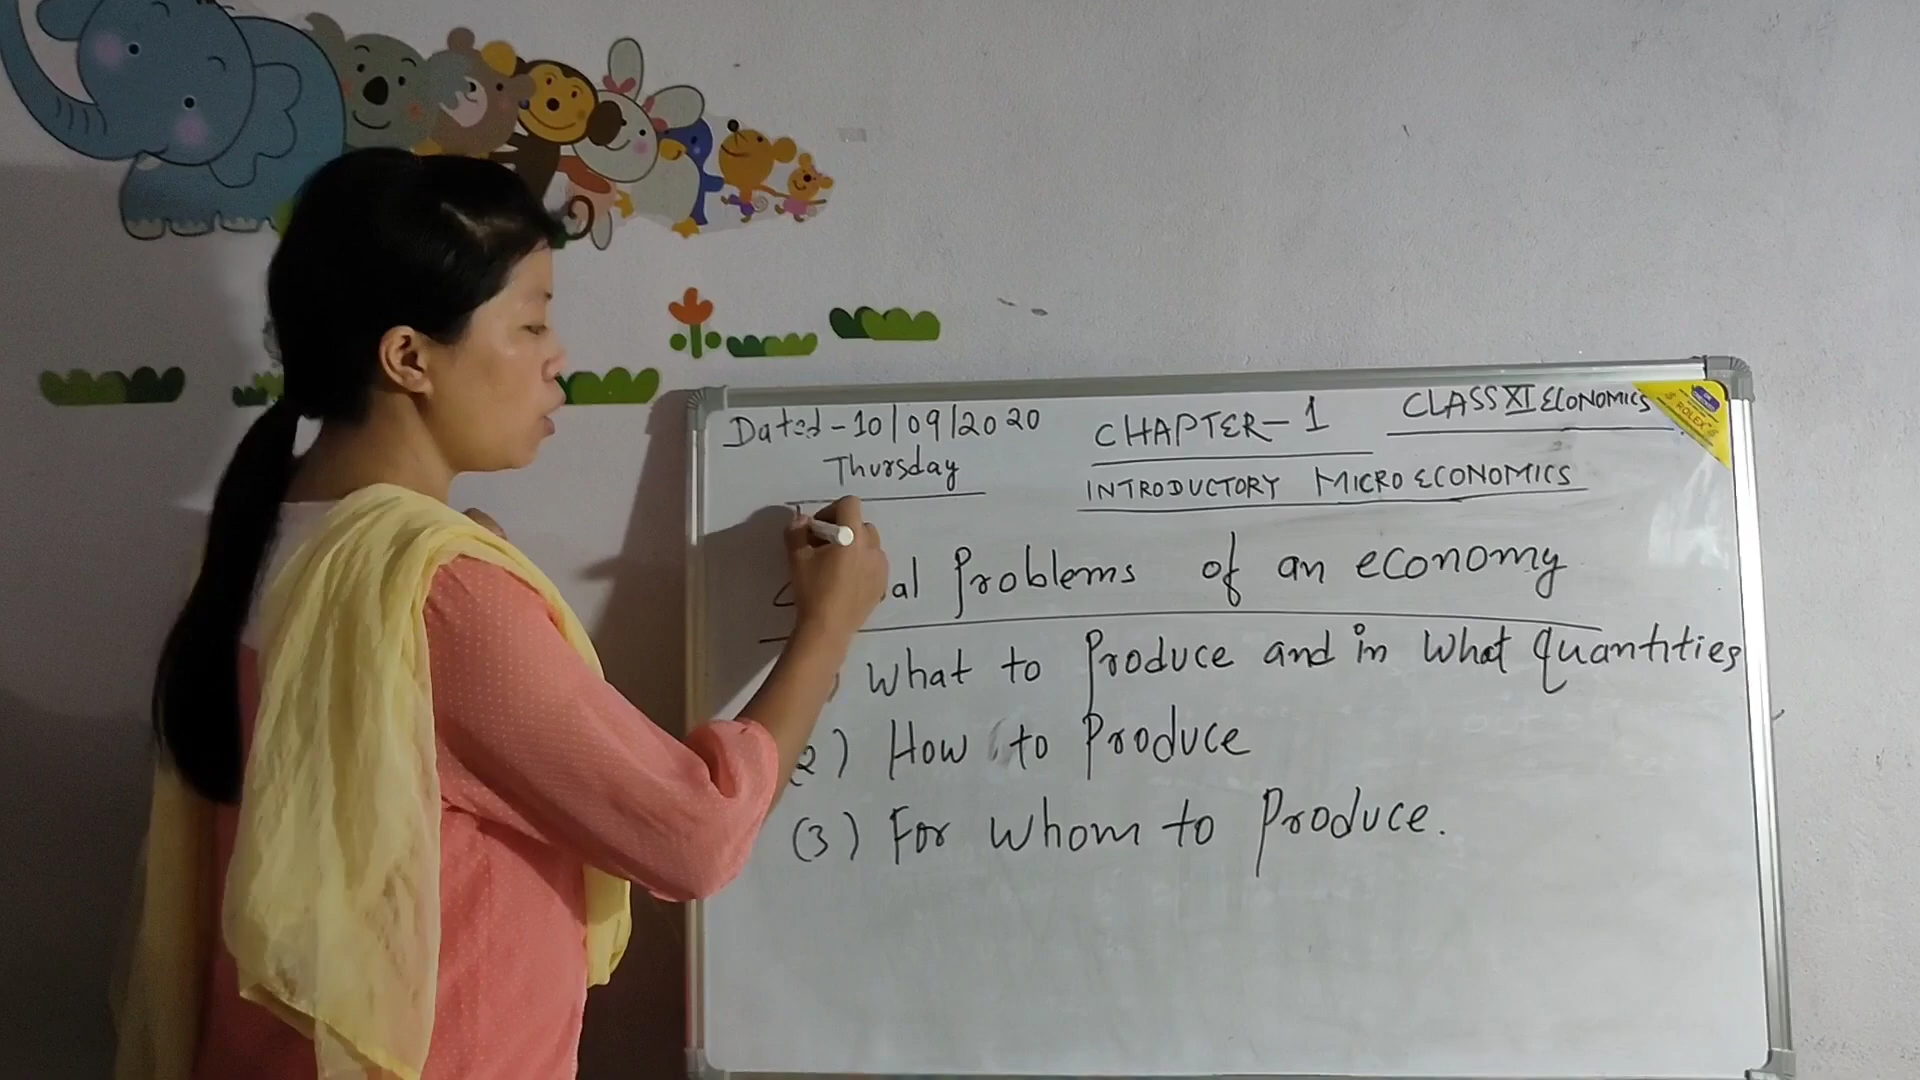 Dated-10/09/2020
Thursday
CHAPTER-1
CLASS XI ECONOMICS
ROLEX
INTRODUCTORY MICRO ECONOMICS
Problems of an economy
What to Produce and in What quantities
2) How to Produce
(3) For Whom to Produce.